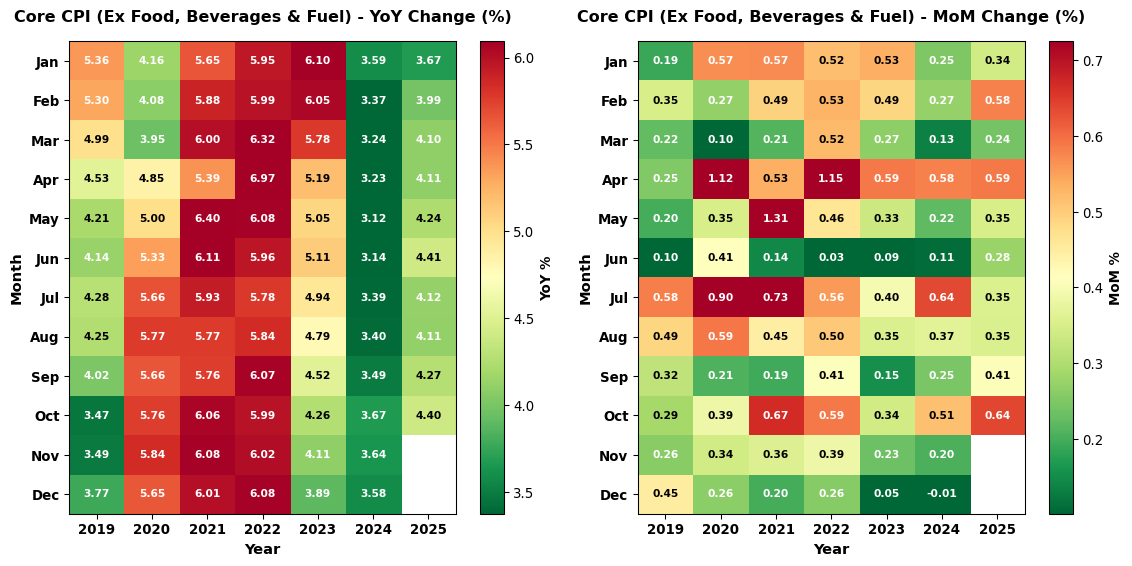 Core CPI (Ex Food, Beverages & Fuel) - YoY Change (%)
Month
Jan 5.36 4.16 5.65 5.95 6.10 3.59 3.67
Feb 5.30 4.08 5.88 5.99 6.05 3.37 3.99
Mar 4.99 3.95 6.00 6.32 5.78 3.24 4.10
Apr 4.53 4.85 5.39 6.97 5.19 3.23 4.11
May 4.21 5.00 6.40 6.08 5.05 3.12 4.24
Jun 4.14 5.33 6.11 5.96 5.11 3.14 4.41
Jul 4.28 5.66 5.93 5.78 4.94 3.39 4.12
Aug 4.25 5.77 5.77 5.84 4.79 3.40 4.11
Sep 4.02 5.66 5.76 6.07 4.52 3.49 4.27
Oct 3.47 5.76 6.06 5.99 4.26 3.67 4.40
Nov 3.49 5.84 6.08 6.02 4.11 3.64
Dec 3.77 5.65 6.01 6.08 3.89 3.58
2019 2020 2021 2022 2023 2024 2025
Year
6.0
5.5
5.0
4.5
4.0
3.5
YoY %
Core CPI (Ex Food, Beverages & Fuel) - MoM Change (%)
Month
Jan 0.19 0.57 0.57 0.52 0.53 0.25 0.34
Feb 0.35 0.27 0.49 0.53 0.49 0.27 0.58
Mar 0.22 0.10 0.21 0.52 0.27 0.13 0.24
Apr 0.25 1.12 0.53 1.15 0.59 0.58 0.59
May 0.20 0.35 1.31 0.46 0.33 0.22 0.35
Jun 0.10 0.41 0.14 0.03 0.09 0.11 0.28
Jul 0.58 0.90 0.73 0.56 0.40 0.64 0.35
Aug 0.49 0.59 0.45 0.50 0.35 0.37 0.35
Sep 0.32 0.21 0.19 0.41 0.15 0.25 0.41
Oct 0.29 0.39 0.67 0.59 0.34 0.51 0.64
Nov 0.26 0.34 0.36 0.39 0.23 0.20
Dec 0.45 0.26 0.20 0.26 0.05 -0.01
2019 2020 2021 2022 2023 2024 2025
Year
0.7
0.6
0.5
0.4
0.3
0.2
MoM %